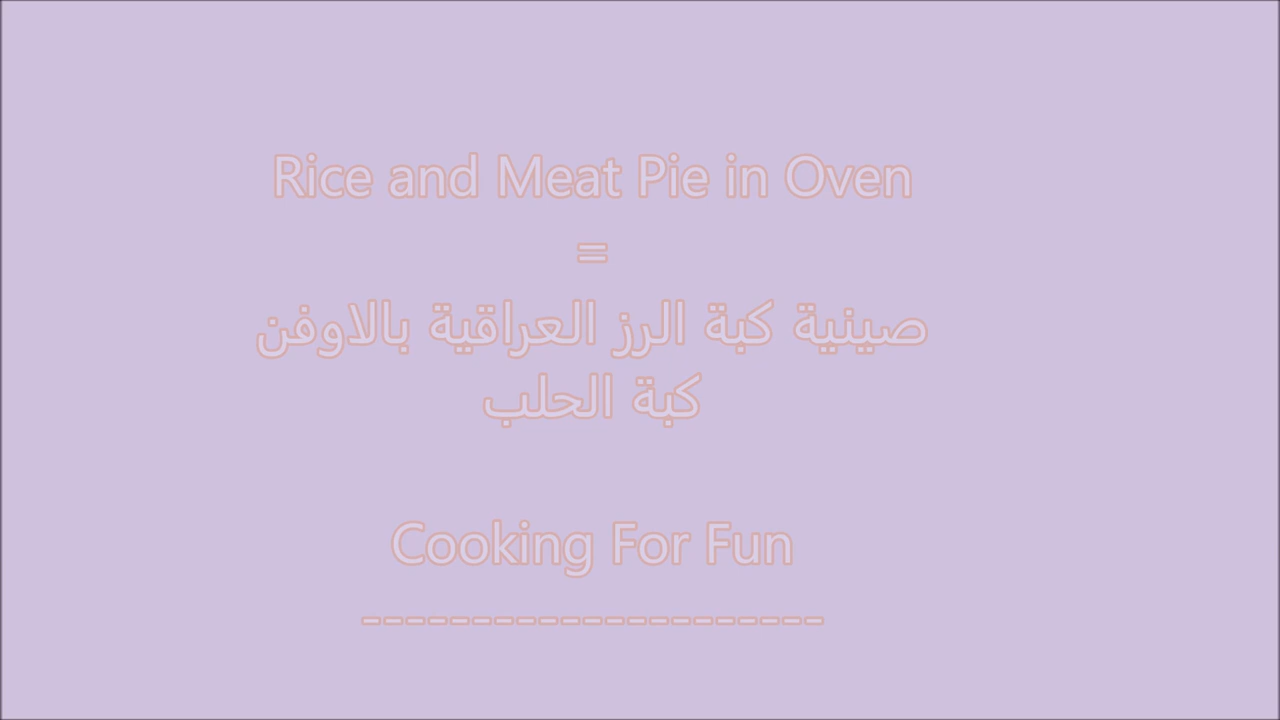 Rice and Meat Pie in Oven
=
صينية كبة الرز العراقية بالاوفن
كبة الحلب
Cooking For Fun
---------------------